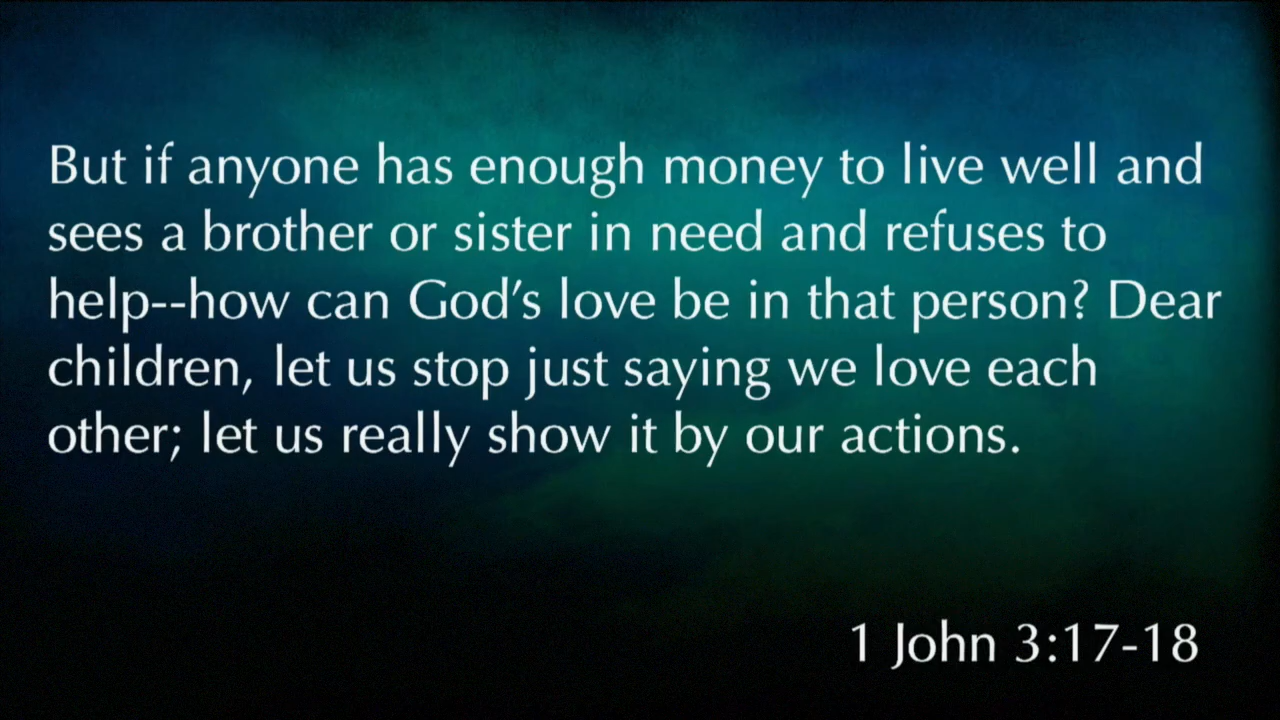 But if anyone has enough money to live well and
sees a brother or sister in need and refuses to
help--how can God’s love be in that person? Dear
children, let us stop just saying we love each
other; let us really show it by our actions.
1 John 3:17-18